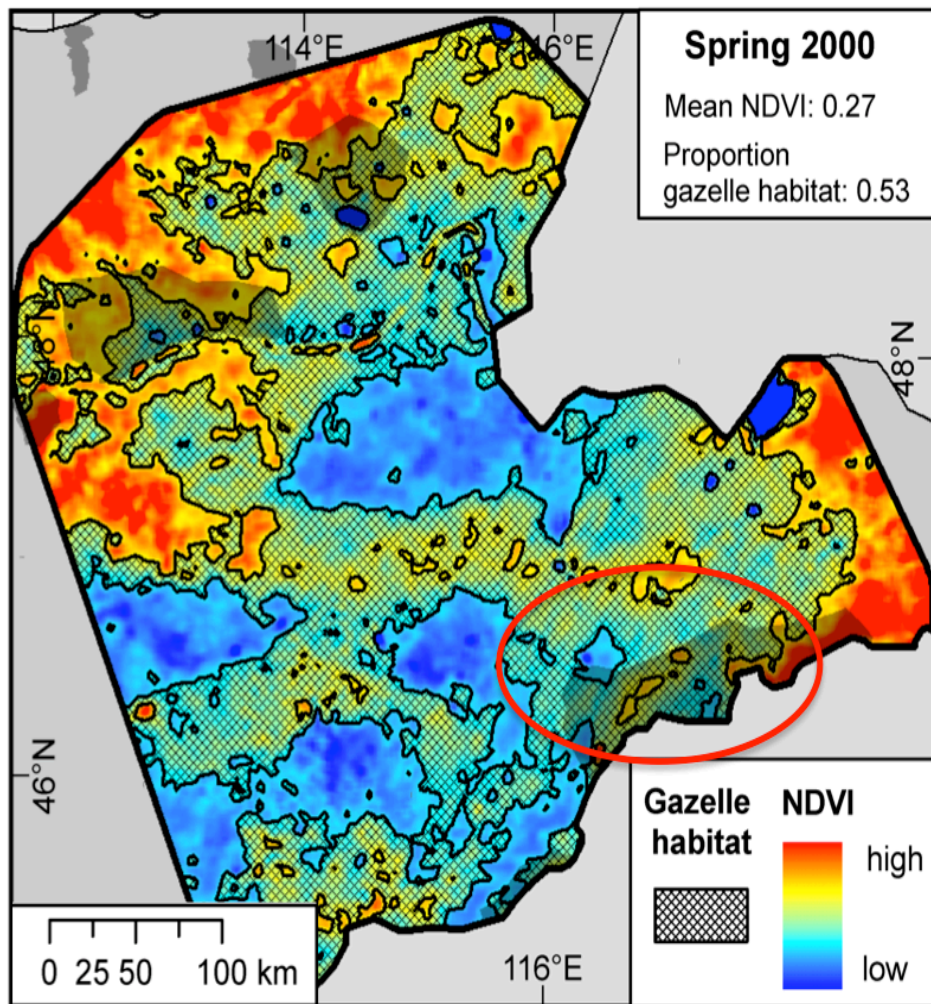 114°E
116°E
Spring 2000
Mean NDVI: 0.27
Proportion
gazelle habitat: 0.53
48°N
48°N
46°N
Gazelle
habitat
NDVI
high
low
0 25 50 100 km
116°E